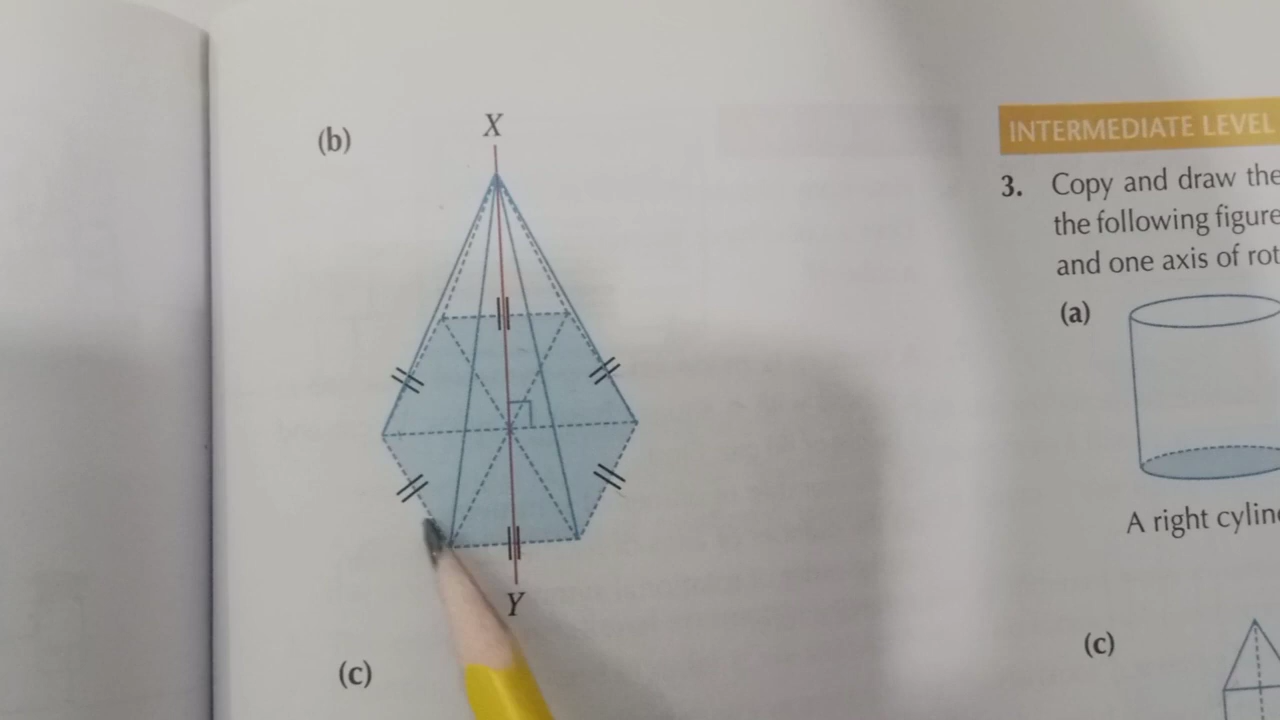 (b)
X
Y
(c)
INTERMEDIATE LEVEL
3. Copy and draw the
the following figure
and one axis of rot
(a)
A right cylin
(c)